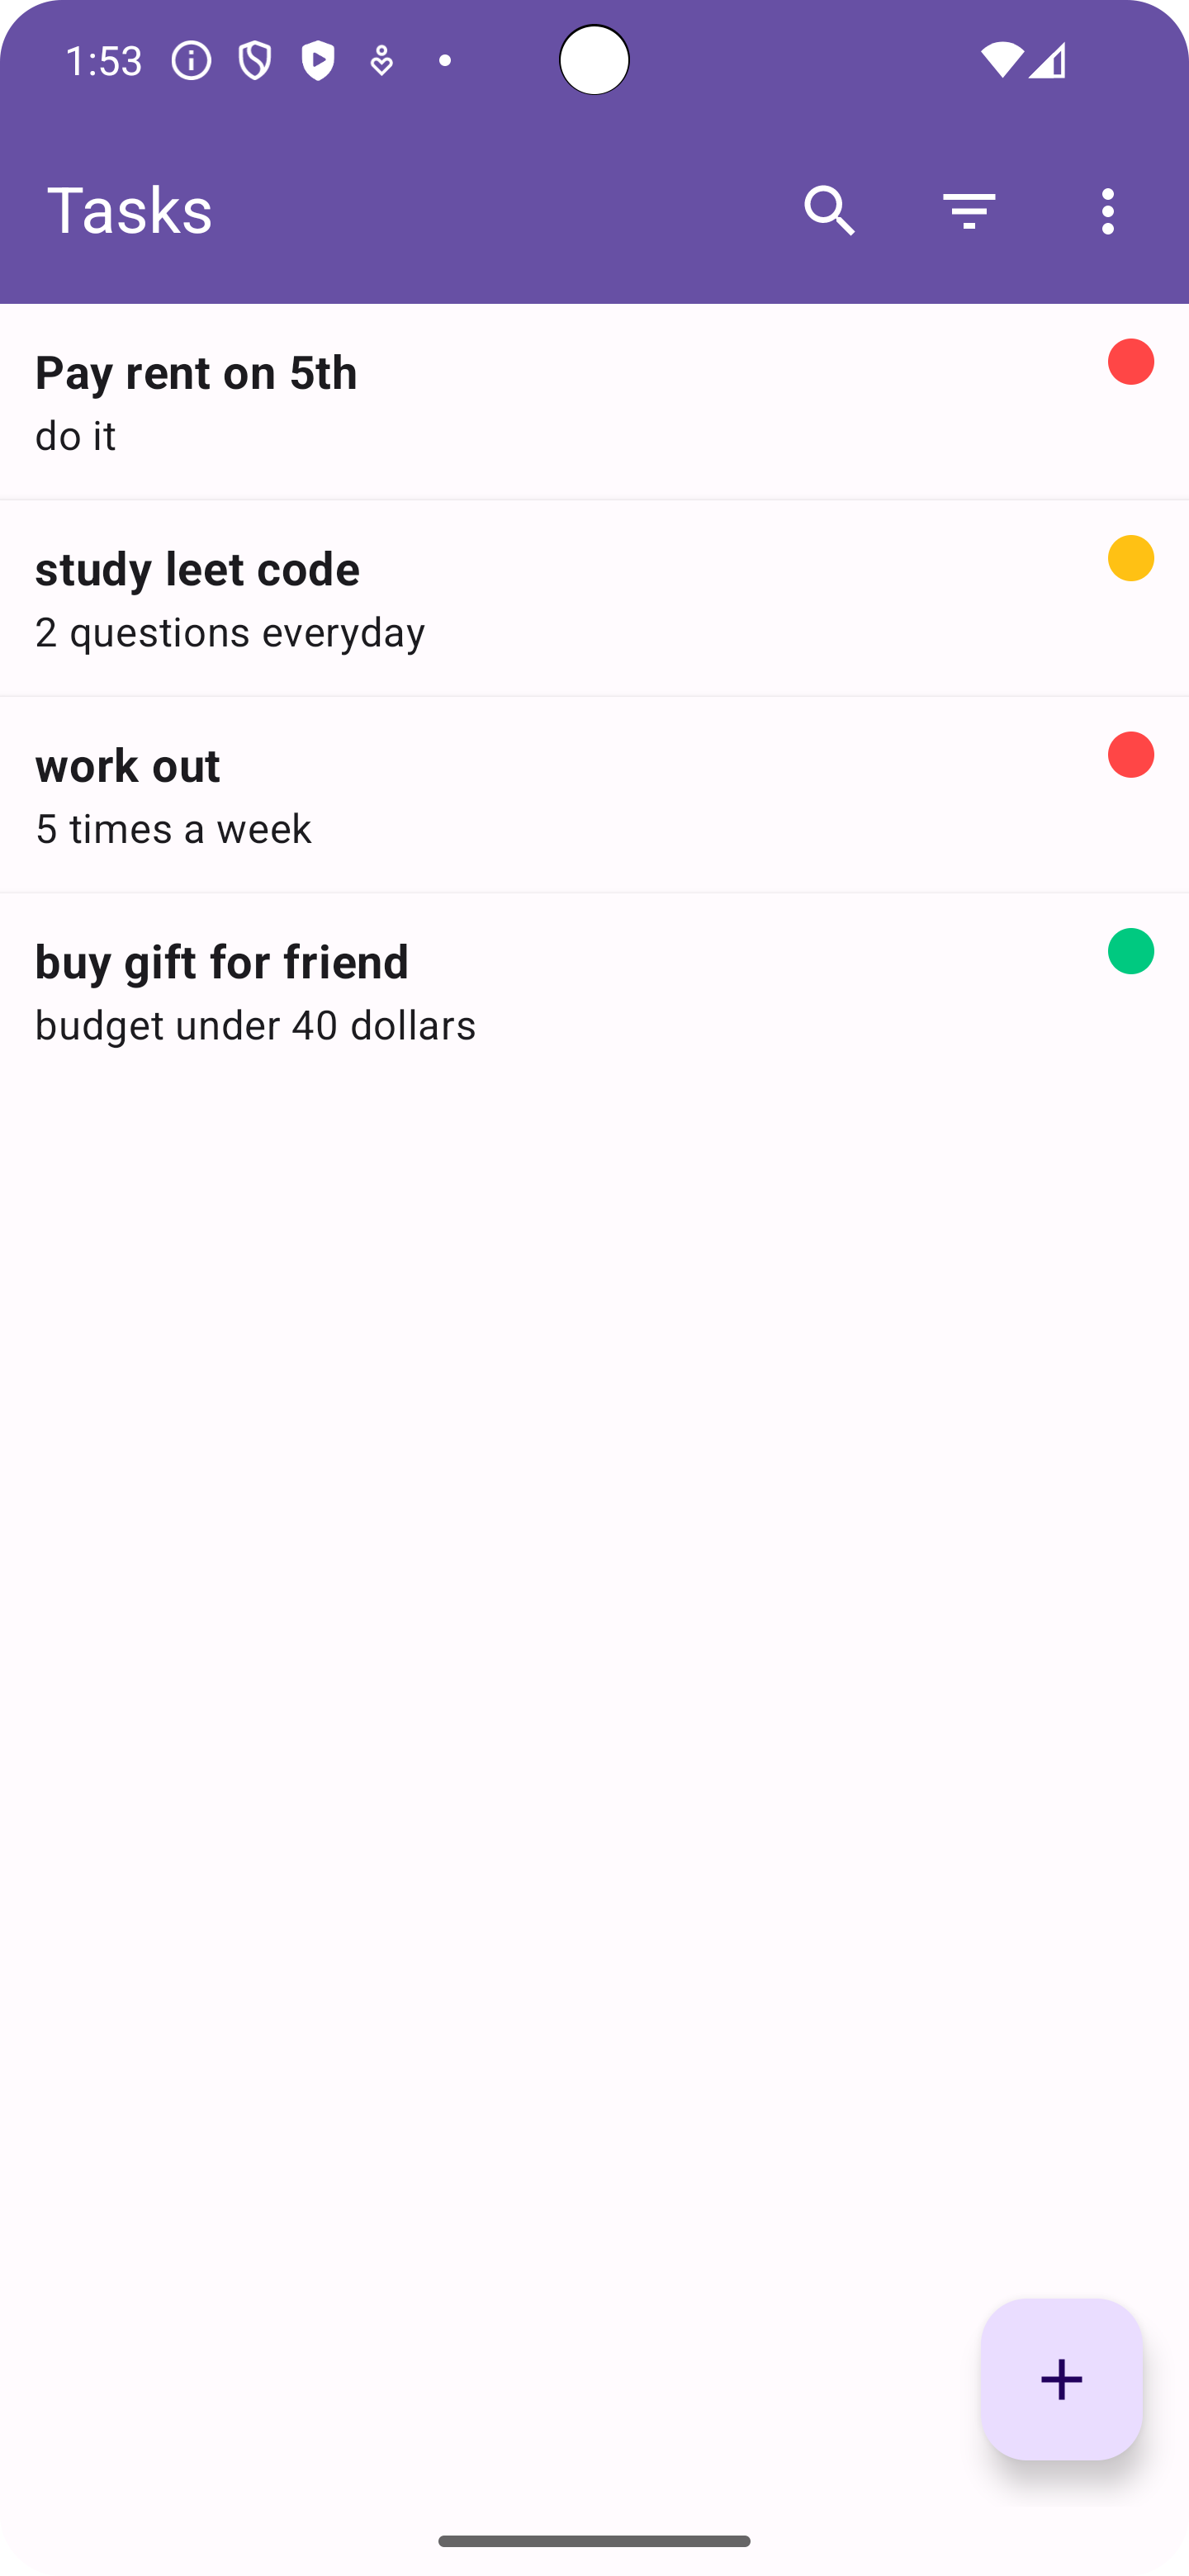 1:53
Tasks
Pay rent on 5th
do it
study leet code
2 questions everyday
work out
5 times a week
buy gift for friend
budget under 40 dollars